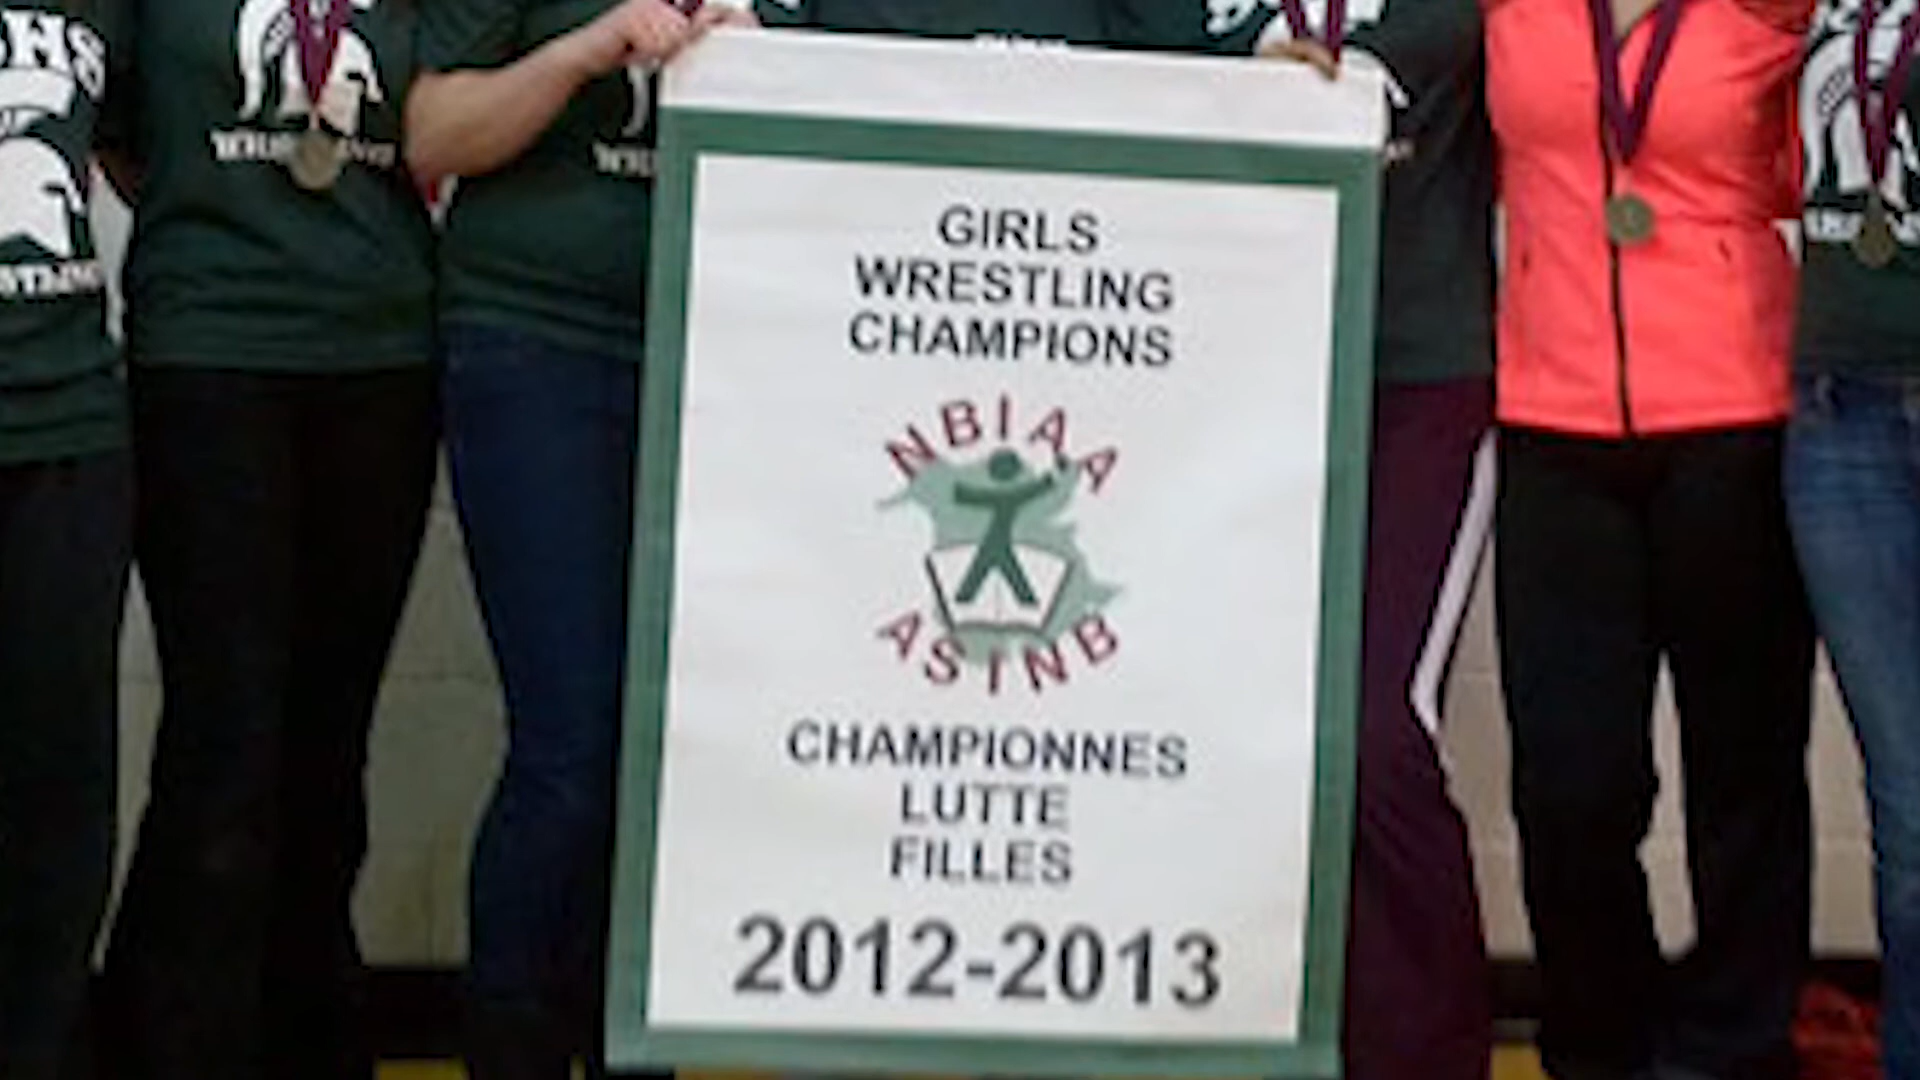 GIRLS
WRESTLING
CHAMPIONS
NBIAA
ASINB
CHAMPIONNES
LUTTE
FILLES
2012-2013